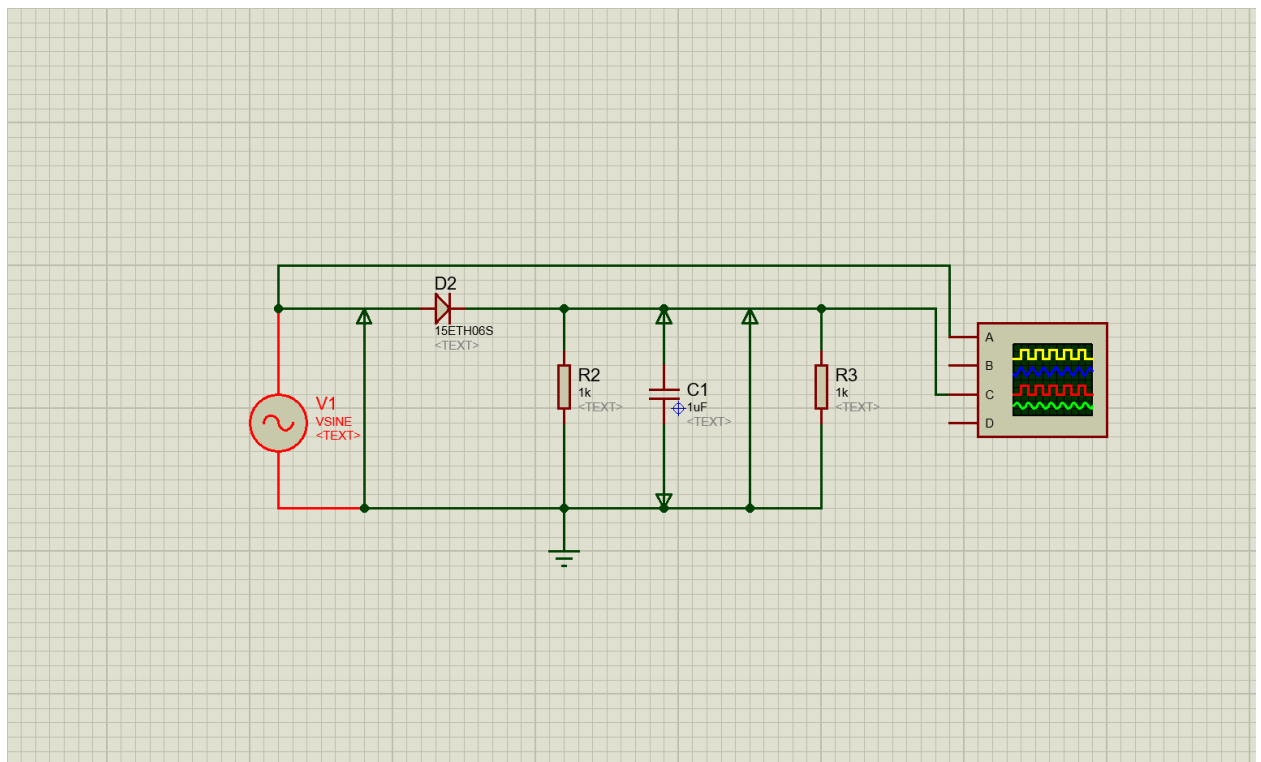 D2
15ETH06S
<TEXT>
V1
VSINE
<TEXT>
R2
1k
<TEXT>
C1
1uF
<TEXT>
R3
1k
<TEXT>
A
B
C
D